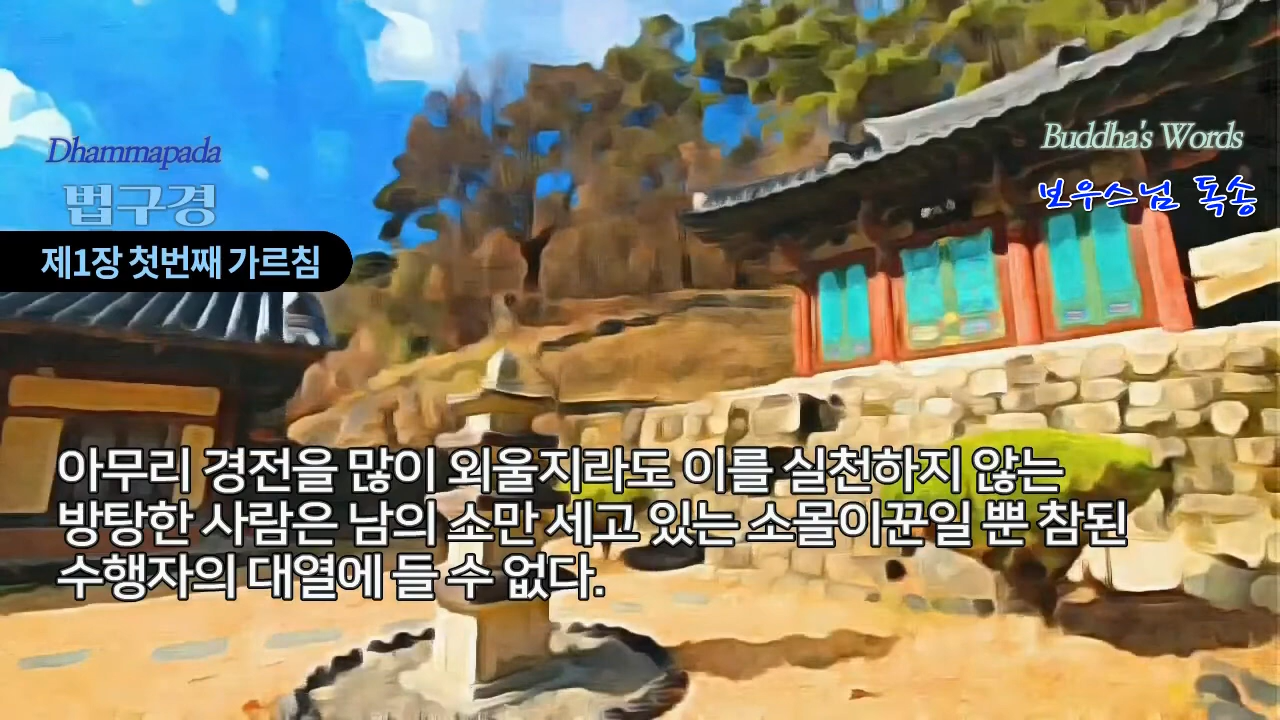 Dhammapada
법구경
제1장 첫번째 가르침
Buddha's Words
보우스님 독송
아무리 경전을 많이 외울지라도 이를 실천하지 않는
방탕한 사람은 남의 소만 세고 있는 소몰이꾼일 뿐 참된
수행자의 대열에 들 수 없다.